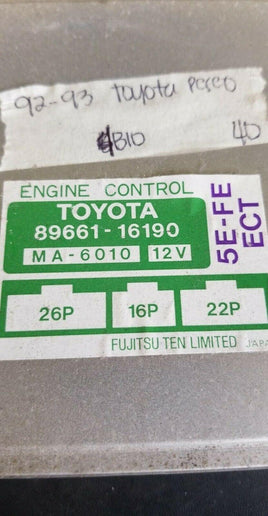 92-93 Toyota Paseo
B10 40
ENGINE CONTROL
TOYOTA
89661-16190
MA-6010 12V
5E-FE
ECT
26P 16P 22P
FUJITSU TEN LIMITED JAPA